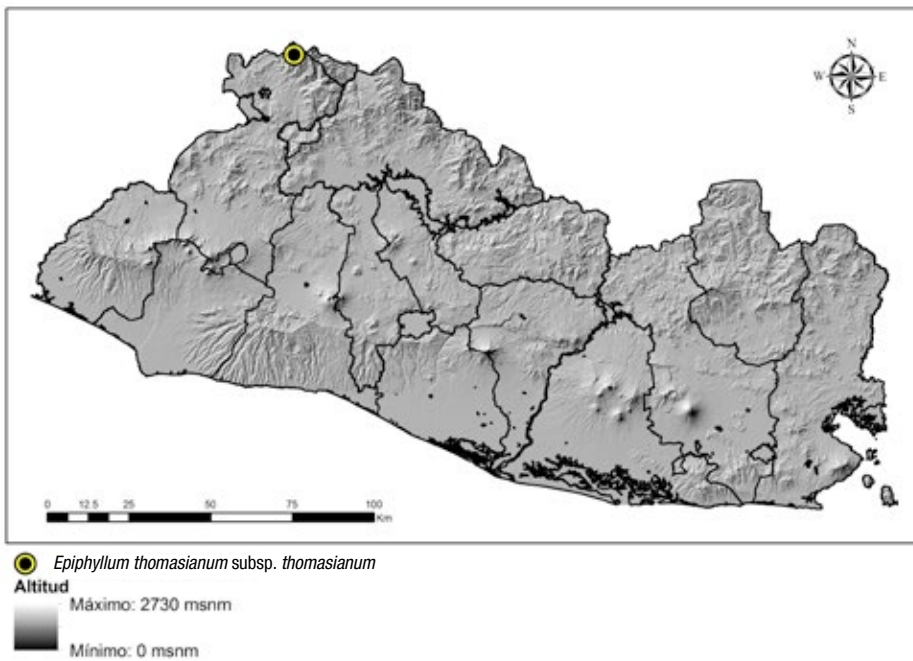 N
W E
S
0 12.5 25 50 75 100
Km
Epiphyllum thomasianum subsp. thomasianum
Altitud
Máximo: 2730 msnm
Mínimo: 0 msnm